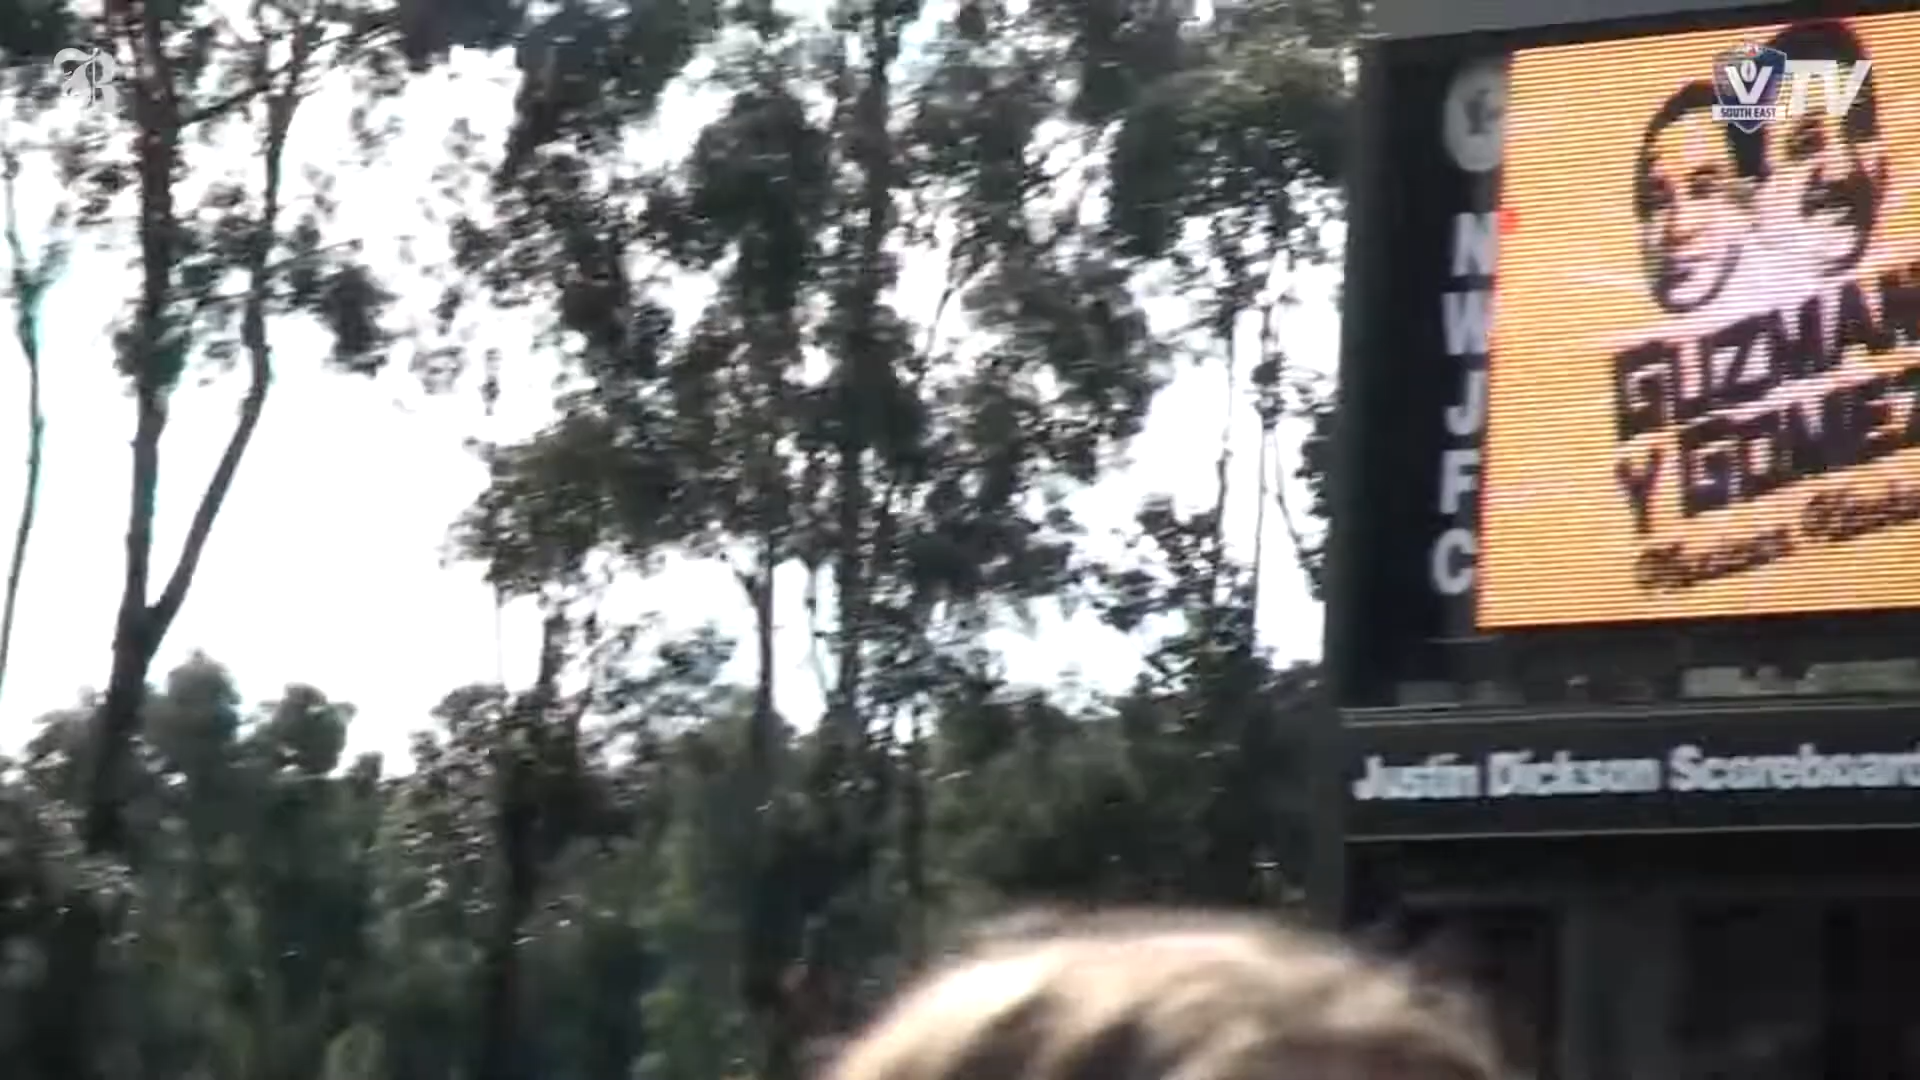 V TV
SOUTH EAST
N
W
J
F
C
GUZMAN
Y GOMEZ
Justin Dickson Scoreboard